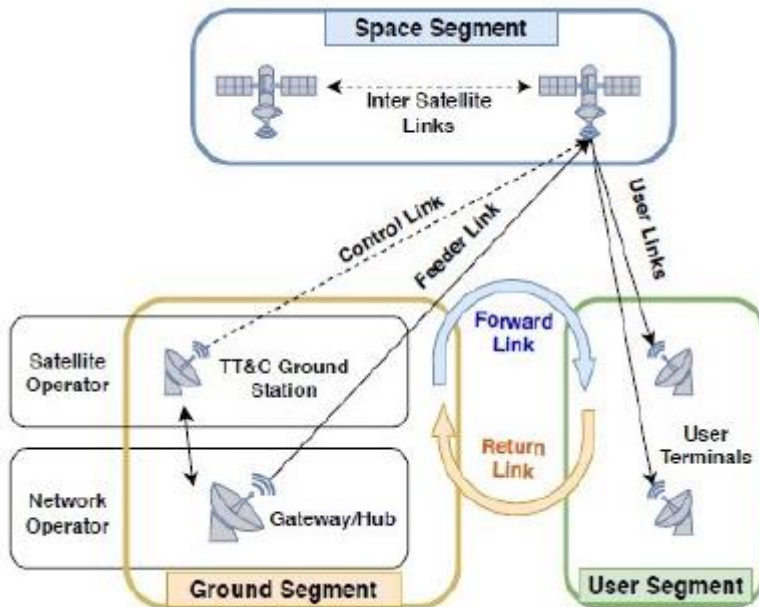 Space Segment
Inter Satellite
Links
Control Link
Feeder Link
User Links
Satellite
Operator
TT&C Ground
Station
Forward
Link
Return
Link
User
Terminals
Network
Operator
Gateway/Hub
Ground Segment
User Segment